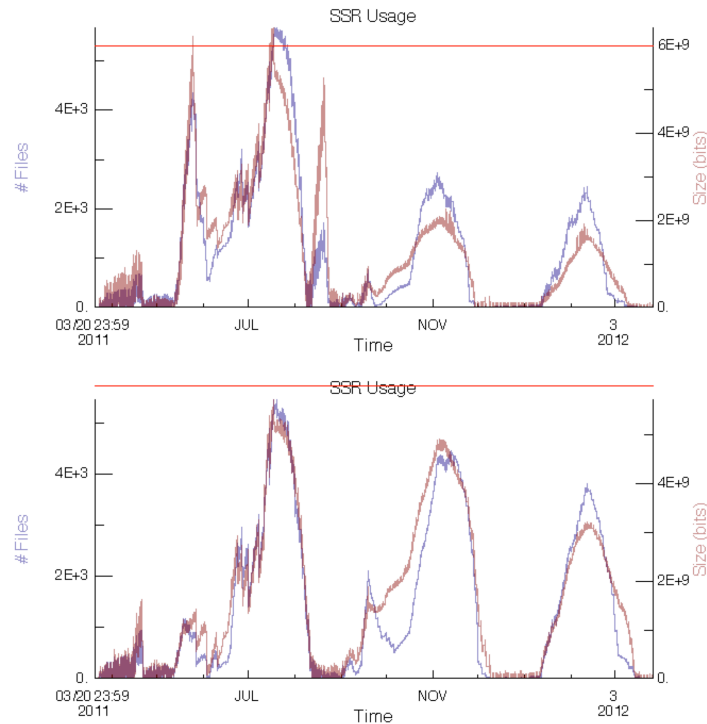 SSR Usage
6E+9
4E+3
4E+9
# Files
Size (bits)
2E+3
2E+9
0.
0.
03/20 23:59
2011
JUL
NOV
3
2012
Time
SSR Usage
4E+3
4E+9
# Files
Size (bits)
2E+3
2E+9
0.
0.
03/20 23:59
2011
JUL
NOV
3
2012
Time